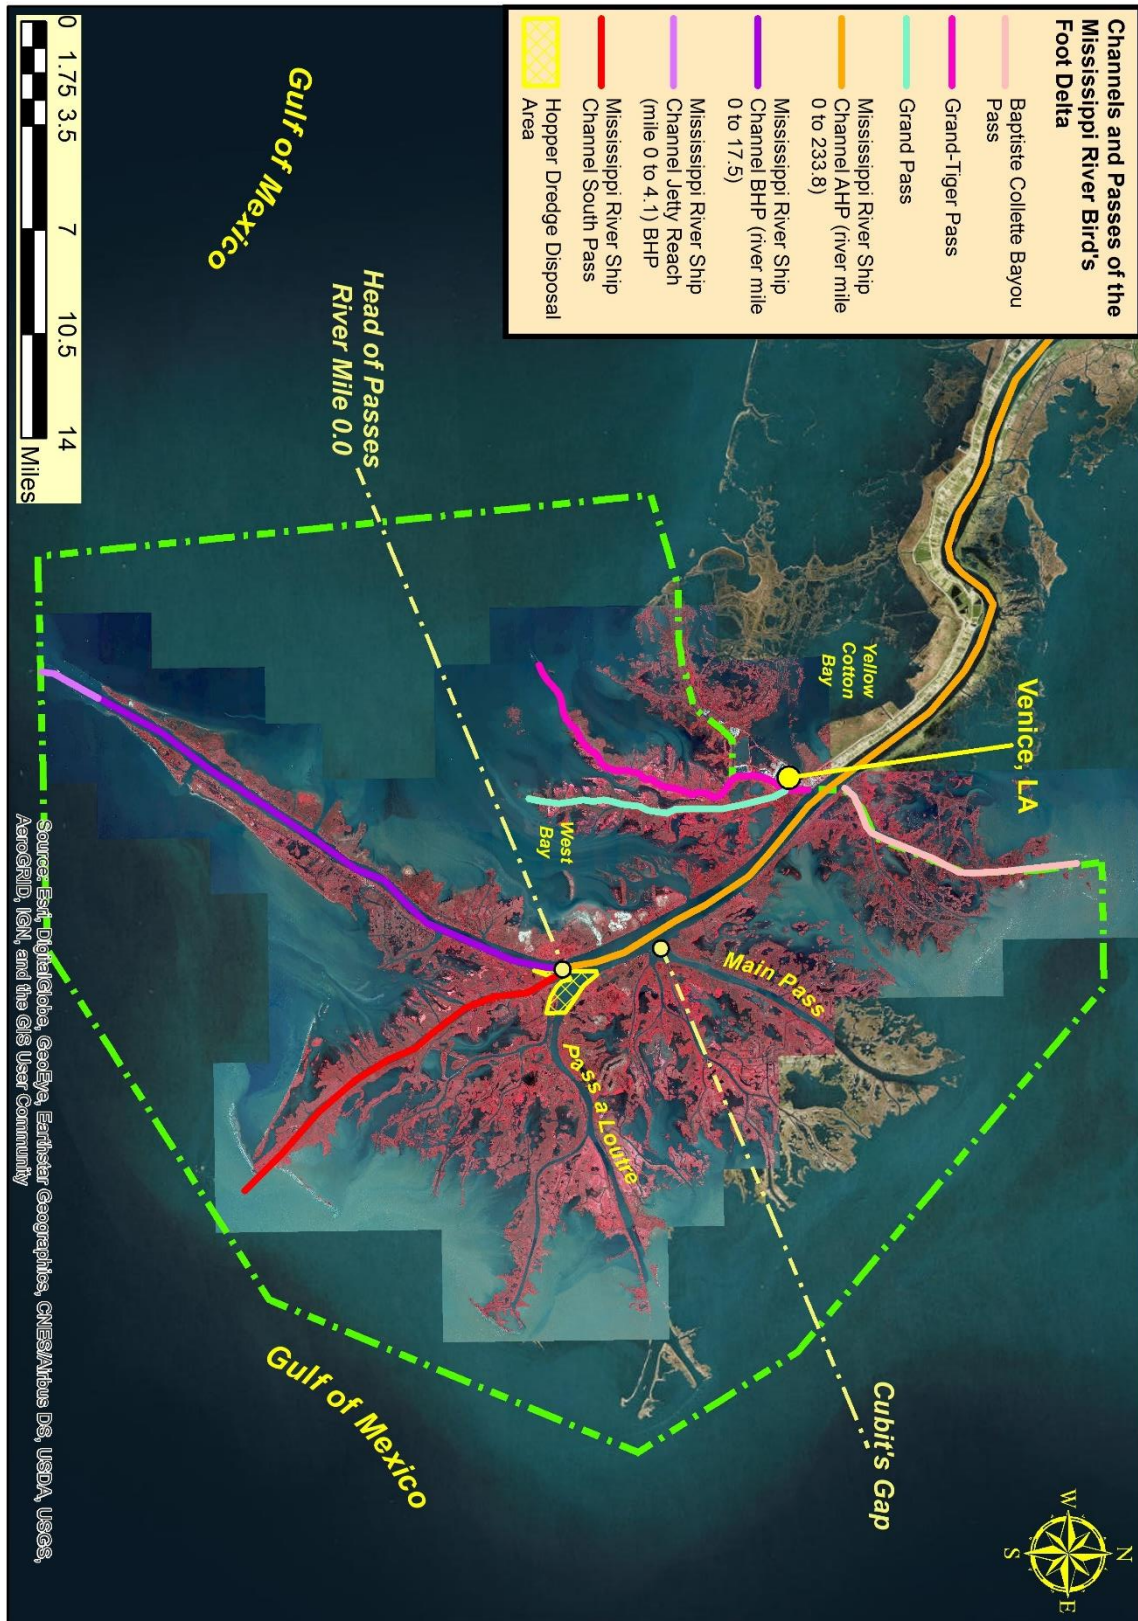 Channels and Passes of the
Mississippi River Bird's
Foot Delta
Baptiste Collette Bayou
Pass
Grand-Tiger Pass
Grand Pass
Mississippi River Ship
Channel AHP (river mile
0 to 233.8)
Mississippi River Ship
Channel BHP (river mile
0 to 17.5)
Mississippi River Ship
Channel Jetty Reach
(mile 0 to 4.1) BHP
Mississippi River Ship
Channel South Pass
Hopper Dredge Disposal
Area
N
W
E
S
Venice, LA
Yellow
Cotton
Bay
Cubit's Gap
Main Pass
West
Bay
Pass a Loutre
Head of Passes
River Mile 0.0
Gulf of Mexico
Gulf of Mexico
0 1.75 3.5 7 10.5 14
Miles
Source: Esri, DigitalGlobe, GeoEye, Earthstar Geographics, CNES/Airbus DS, USDA, USGS,
AeroGRID, IGN, and the GIS User Community